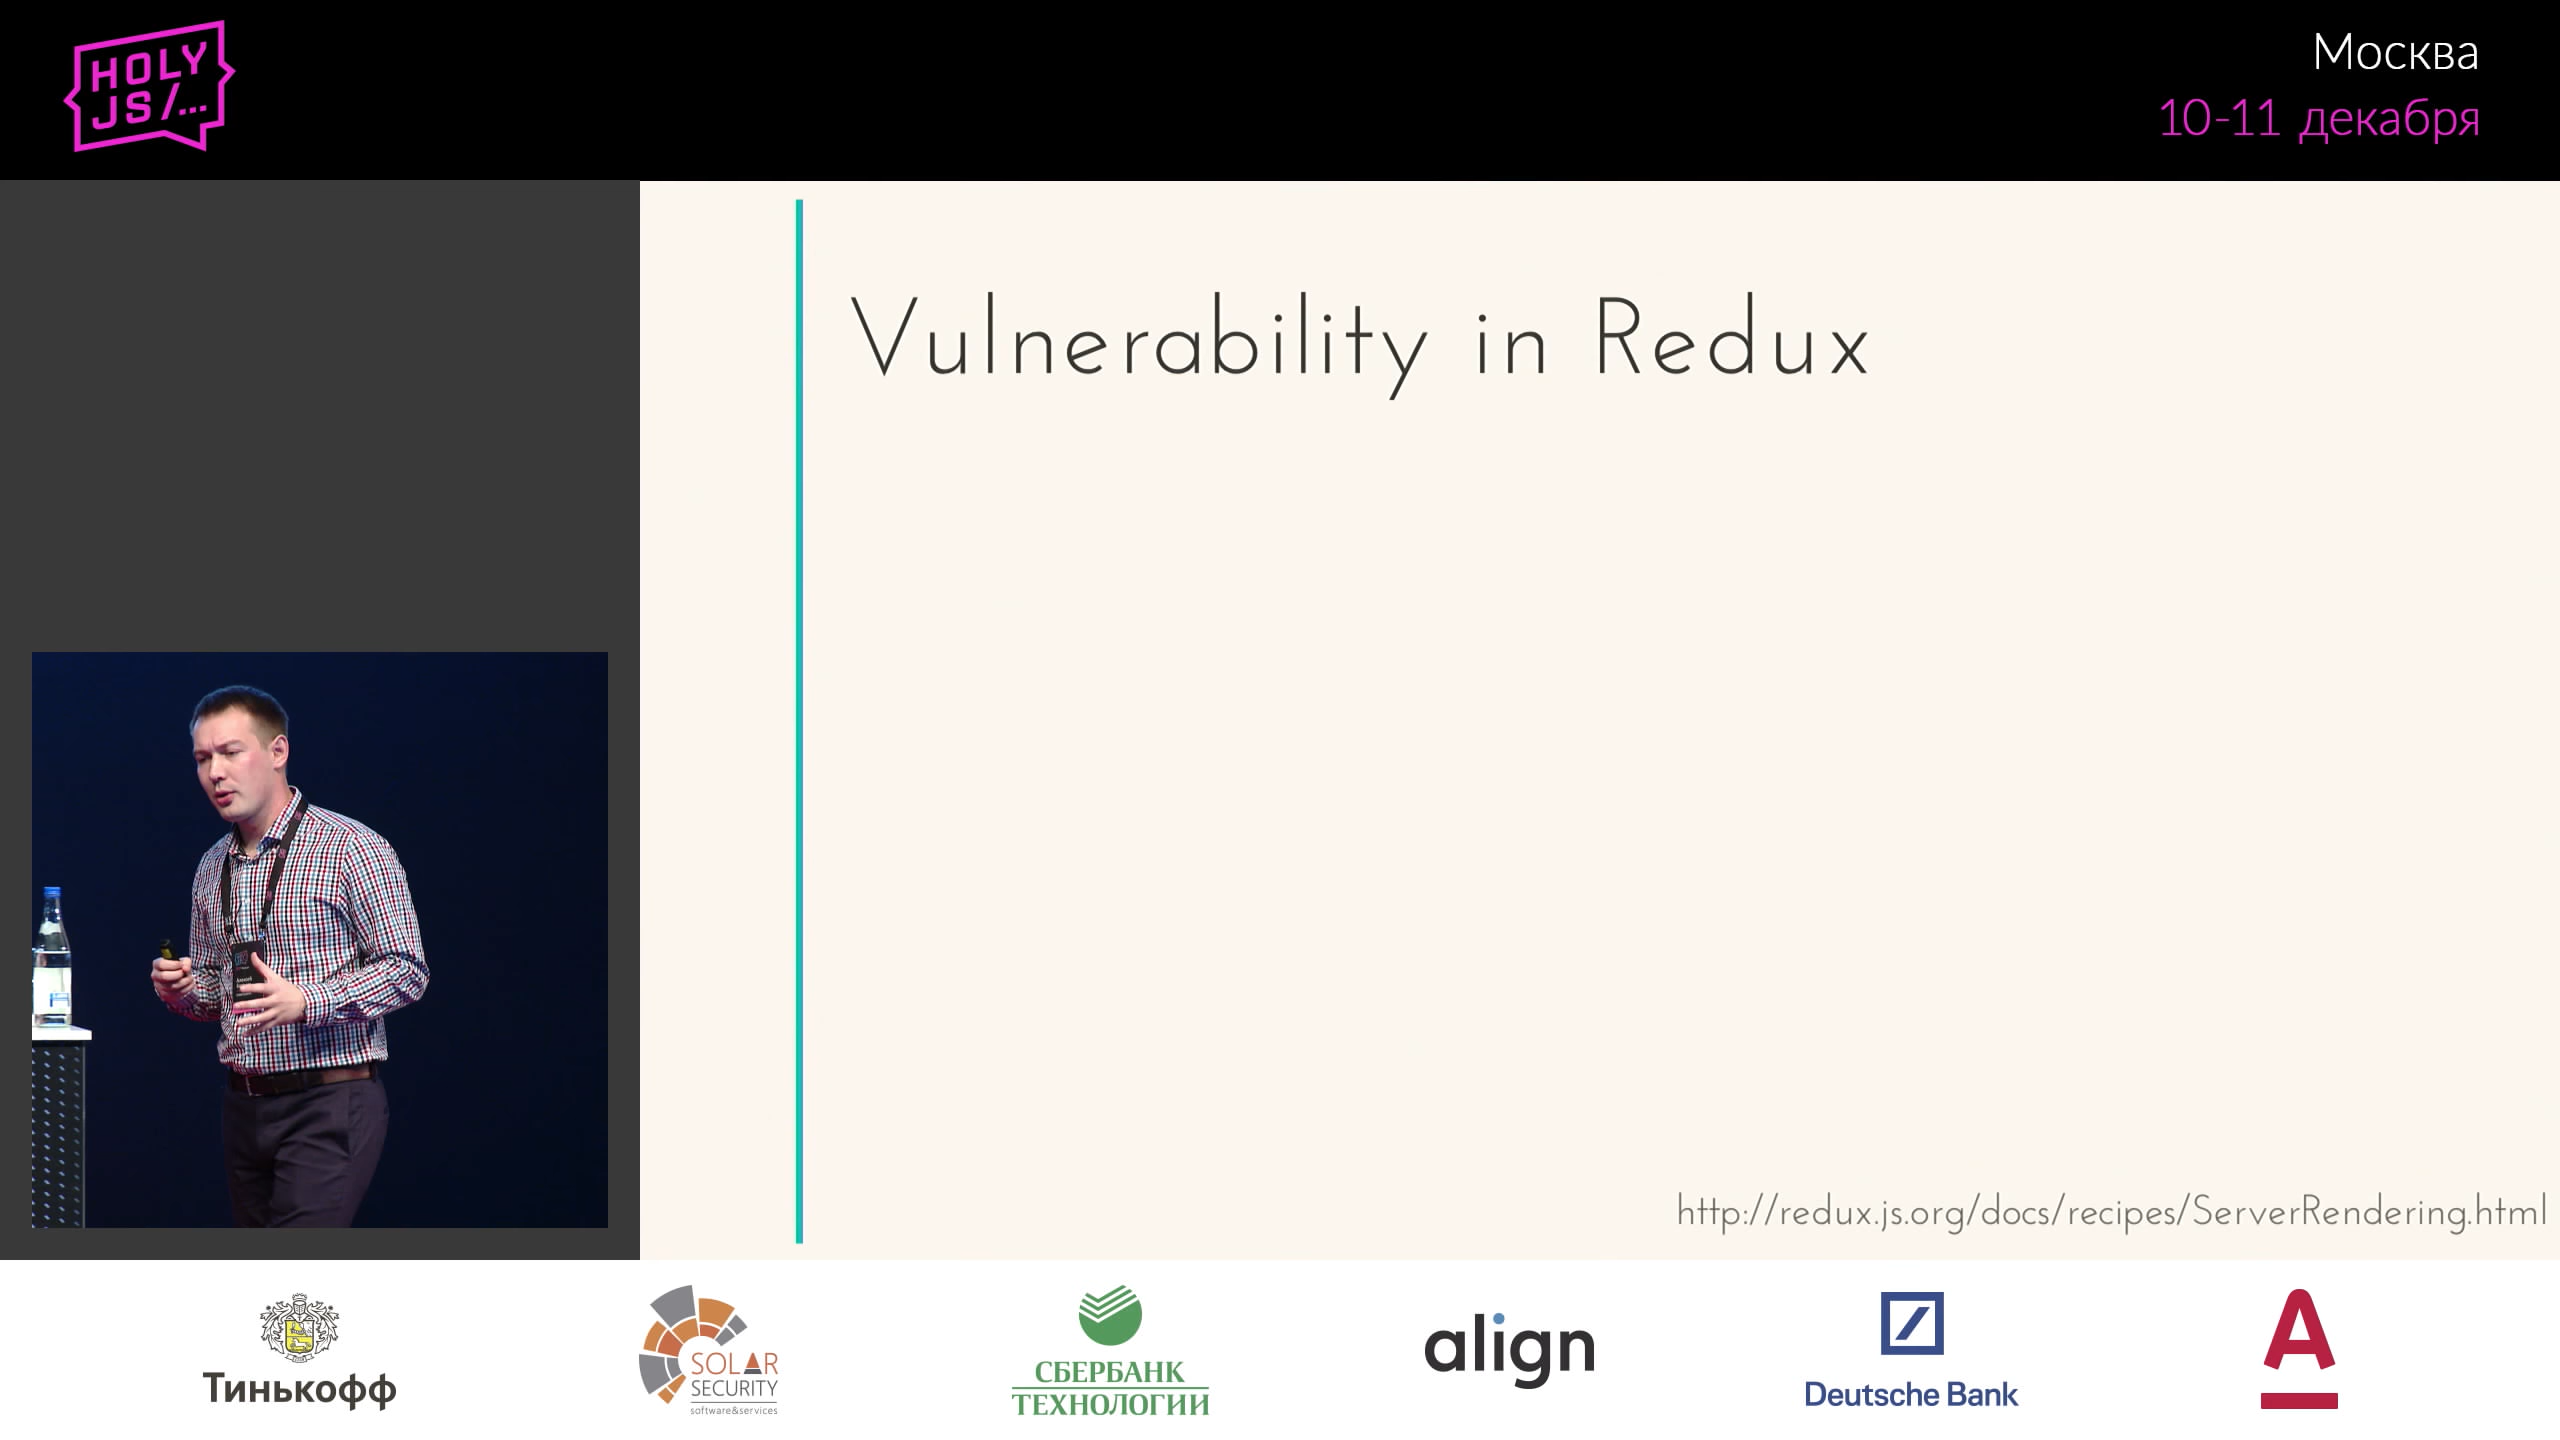 HOLY
JS/...
Москва
10-11 декабря
Vulnerability in Redux
http://redux.js.org/docs/recipes/ServerRendering.html
Тинькофф
SOLAR
SECURITY
software&services
СБЕРБАНК
ТЕХНОЛОГИИ
align
Deutsche Bank
А